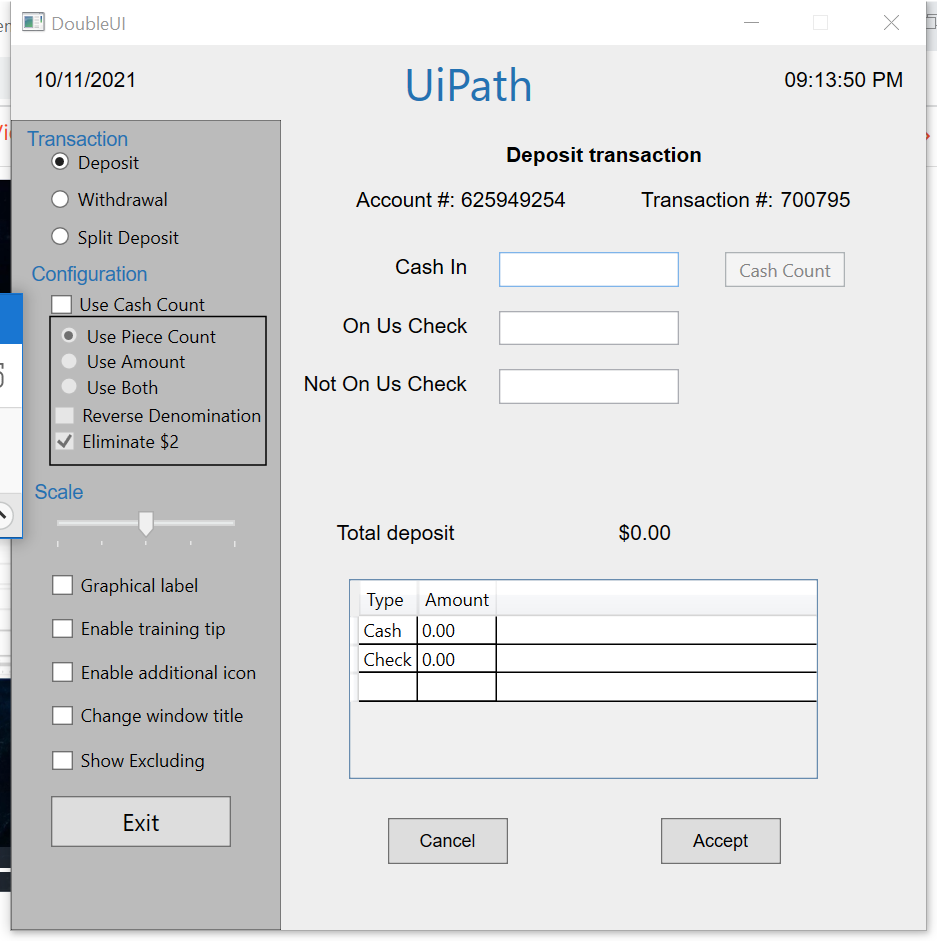 DoubleUI
10/11/2021
UiPath
09:13:50 PM
Transaction
Deposit
Withdrawal
Split Deposit
Configuration
Use Cash Count
Use Piece Count
Use Amount
Use Both
Reverse Denomination
Eliminate $2
Scale
Graphical label
Enable training tip
Enable additional icon
Change window title
Show Excluding
Exit
Deposit transaction
Account #: 625949254 Transaction #: 700795
Cash In
Cash Count
On Us Check
Not On Us Check
Total deposit $0.00
Type Amount
Cash 0.00
Check 0.00
Cancel
Accept